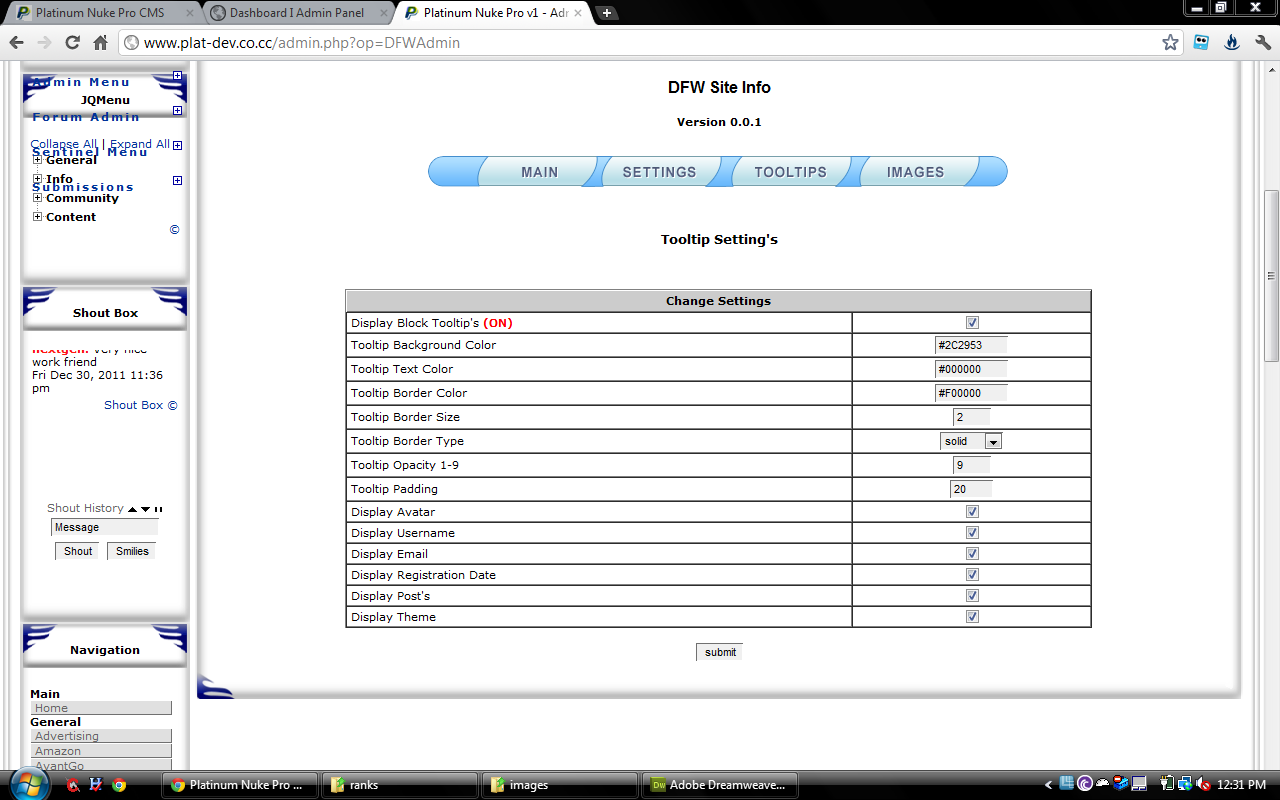 Platinum Nuke Pro CMS
Dashboard I Admin Panel
Platinum Nuke Pro v1 - Adm
www.plat-dev.co.cc/admin.php?op=DFWAdmin
Admin Menu
JQMenu
Forum Admin
Collapse All | Expand All
Sentinel Menu
General
Info
Submissions
Community
Content
©
Shout Box
nextgen: very nice
work friend
Fri Dec 30, 2011 11:36
pm
Shout Box ©
Shout History
Message
Shout Smilies
Navigation
Main
Home
General
Advertising
Amazon
AvantGo
DFW Site Info
Version 0.0.1
MAIN SETTINGS TOOLTIPS IMAGES
Tooltip Setting's
Change Settings
Display Block Tooltip's (ON)
Tooltip Background Color #2C2953
Tooltip Text Color #000000
Tooltip Border Color #F00000
Tooltip Border Size 2
Tooltip Border Type solid
Tooltip Opacity 1-9 9
Tooltip Padding 20
Display Avatar
Display Username
Display Email
Display Registration Date
Display Post's
Display Theme
submit
Platinum Nuke Pro ...
ranks
images
Dw Adobe Dreamweave...
12:31 PM